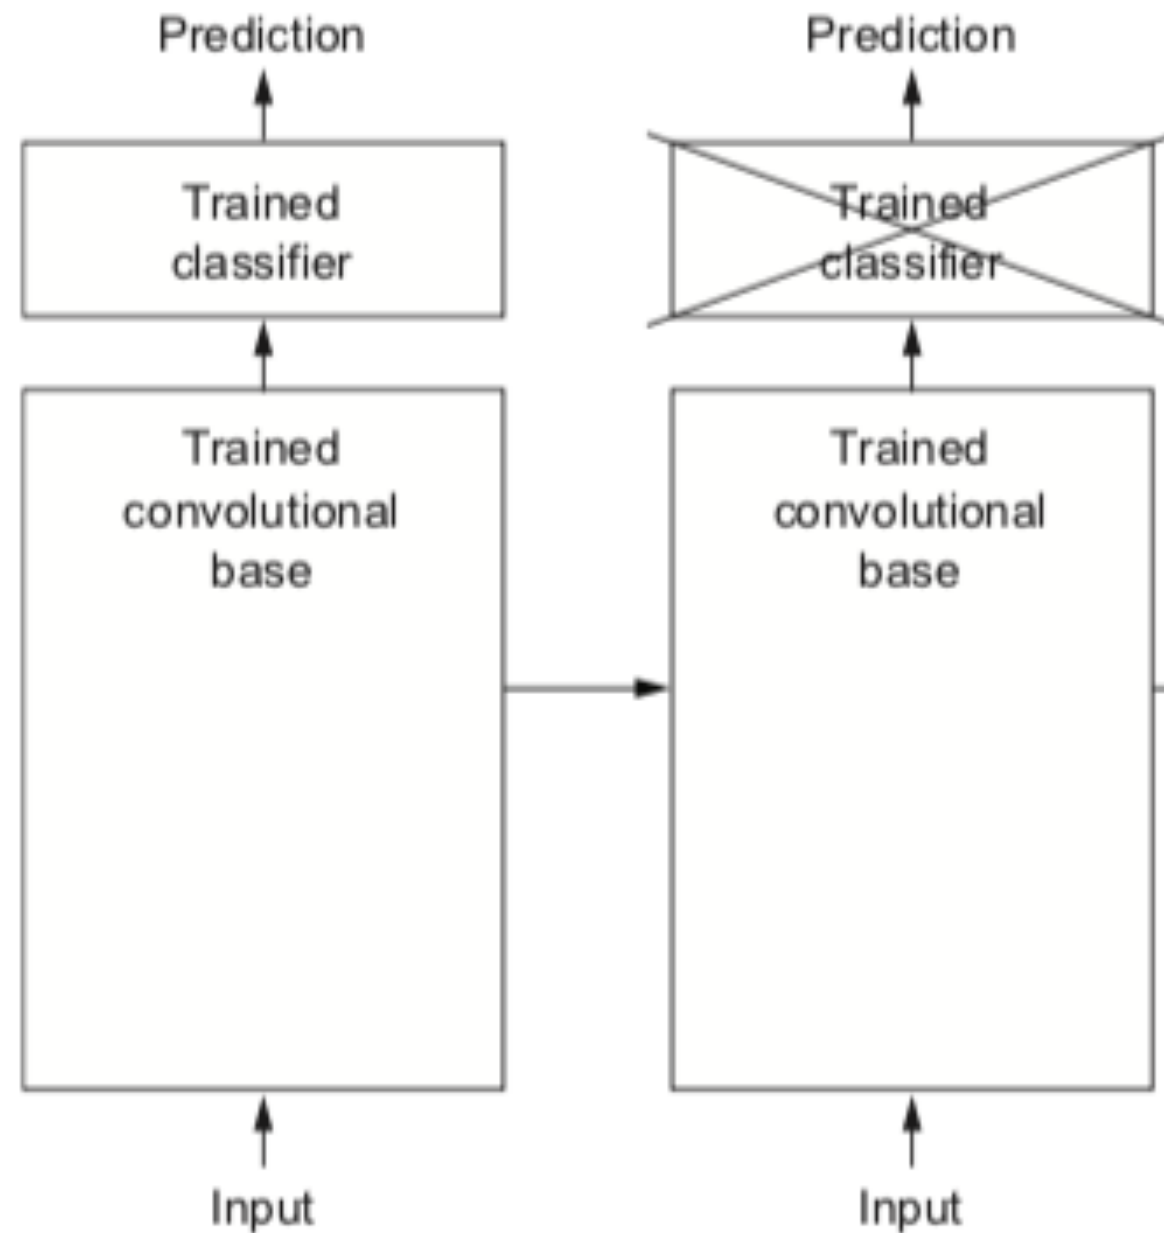 Prediction
Trained
classifier
Trained
convolutional
base
Input
Prediction
Trained
classifier
Trained
convolutional
base
Input